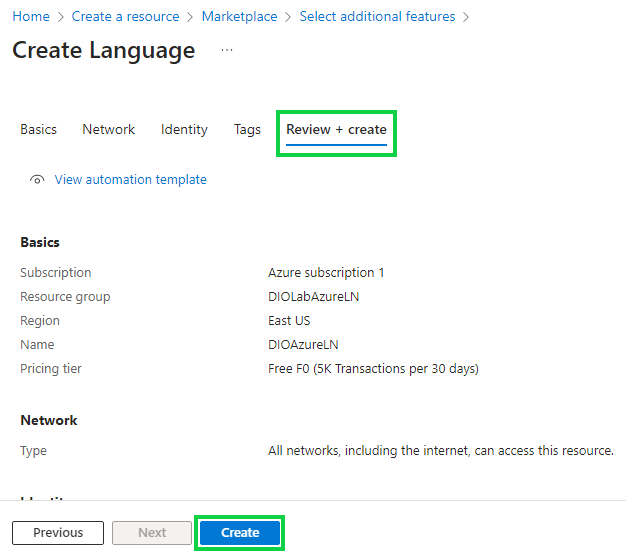 Home > Create a resource > Marketplace > Select additional features >
Create Language ...
Basics Network Identity Tags Review + create
View automation template
Basics
Subscription Azure subscription 1
Resource group DIOLabAzureLN
Region East US
Name DIOAzureLN
Pricing tier Free F0 (5K Transactions per 30 days)
Network
Type All networks, including the internet, can access this resource.
Identity
Previous Next Create